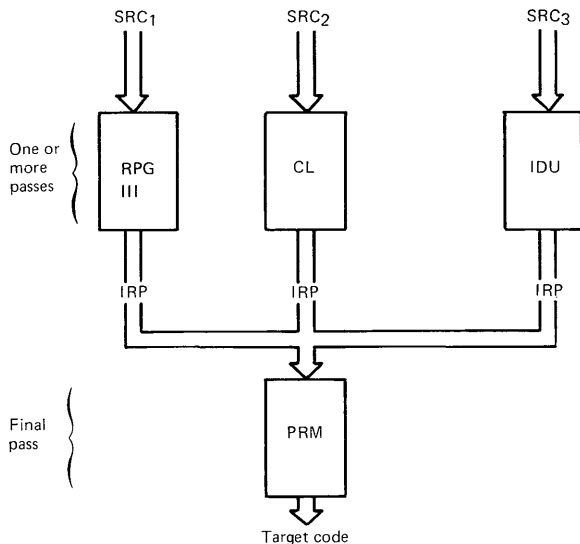 SRC1
SRC2
SRC3
One or
more
passes
RPG
III
CL
IDU
IRP
IRP
IRP
Final
pass
PRM
Target code